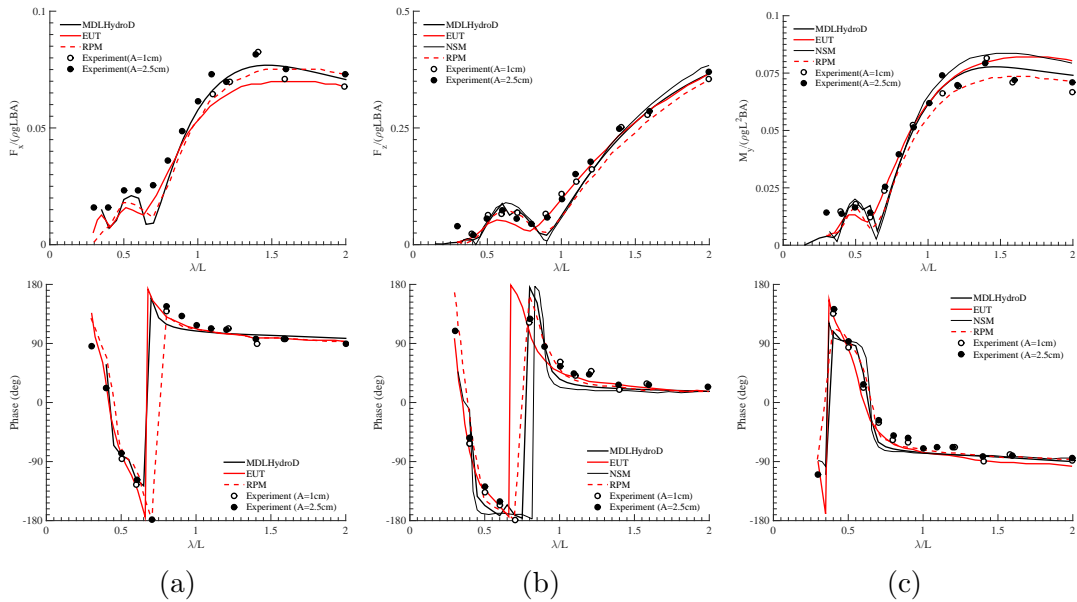 MDLHydroD
EUT
RPM
Experiment(A=1cm)
Experiment(A=2.5cm)
0.1
0.05
0
F_x/(ρgLBA)
0 0.5 1 1.5 2
λ/L
MDLHydroD
EUT
NSM
RPM
Experiment(A=1cm)
Experiment(A=2.5cm)
0.5
0.25
0
F_z/(ρgLBA)
0 0.5 1 1.5 2
λ/L
MDLHydroD
EUT
NSM
RPM
Experiment(A=1cm)
Experiment(A=2.5cm)
0.1
0.075
0.05
0.025
0
M_y/(ρgL²BA)
0 0.5 1 1.5 2
λ/L
180
90
0
-90
-180
Phase (deg)
MDLHydroD
EUT
RPM
Experiment (A=1cm)
Experiment (A=2.5cm)
0 0.5 1 1.5 2
λ/L
180
90
0
-90
-180
Phase (deg)
MDLHydroD
EUT
NSM
RPM
Experiment (A=1cm)
Experiment (A=2.5cm)
0 0.5 1 1.5 2
λ/L
180
90
0
-90
-180
Phase (deg)
MDLHydroD
EUT
NSM
RPM
Experiment (A=1cm)
Experiment (A=2.5cm)
0 0.5 1 1.5 2
λ/L
(a)
(b)
(c)